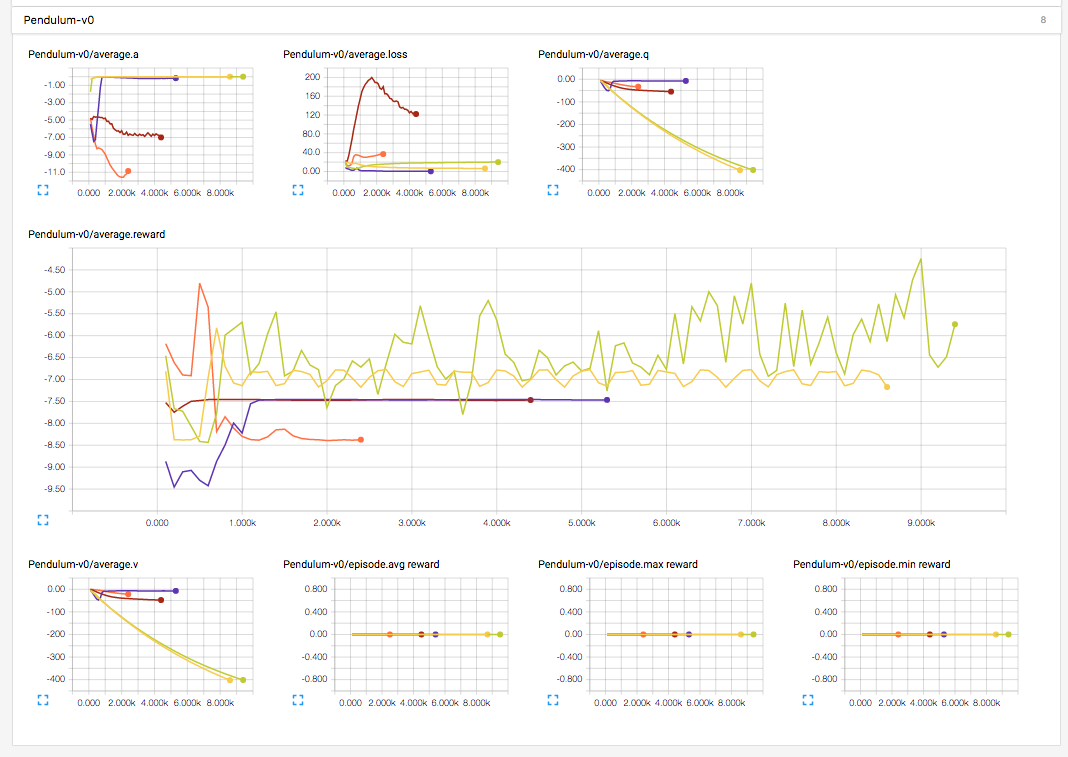 Pendulum-v0 8
Pendulum-v0/average.a Pendulum-v0/average.loss Pendulum-v0/average.q
-1.00 200 0.00
-3.00 160 -100
-5.00 120 -200
-7.00 80.0 -300
-9.00 40.0 -400
-11.0 0.00
0.000 2.000k 4.000k 6.000k 8.000k 0.000 2.000k 4.000k 6.000k 8.000k 0.000 2.000k 4.000k 6.000k 8.000k
Pendulum-v0/average.reward
-4.50
-5.00
-5.50
-6.00
-6.50
-7.00
-7.50
-8.00
-8.50
-9.00
-9.50
0.000 1.000k 2.000k 3.000k 4.000k 5.000k 6.000k 7.000k 8.000k 9.000k
Pendulum-v0/average.v Pendulum-v0/episode.avg reward Pendulum-v0/episode.max reward Pendulum-v0/episode.min reward
0.00 0.800 0.800 0.800
-100 0.400 0.400 0.400
-200 0.00 0.00 0.00
-300 -0.400 -0.400 -0.400
-400 -0.800 -0.800 -0.800
0.000 2.000k 4.000k 6.000k 8.000k 0.000 2.000k 4.000k 6.000k 8.000k 0.000 2.000k 4.000k 6.000k 8.000k 0.000 2.000k 4.000k 6.000k 8.000k